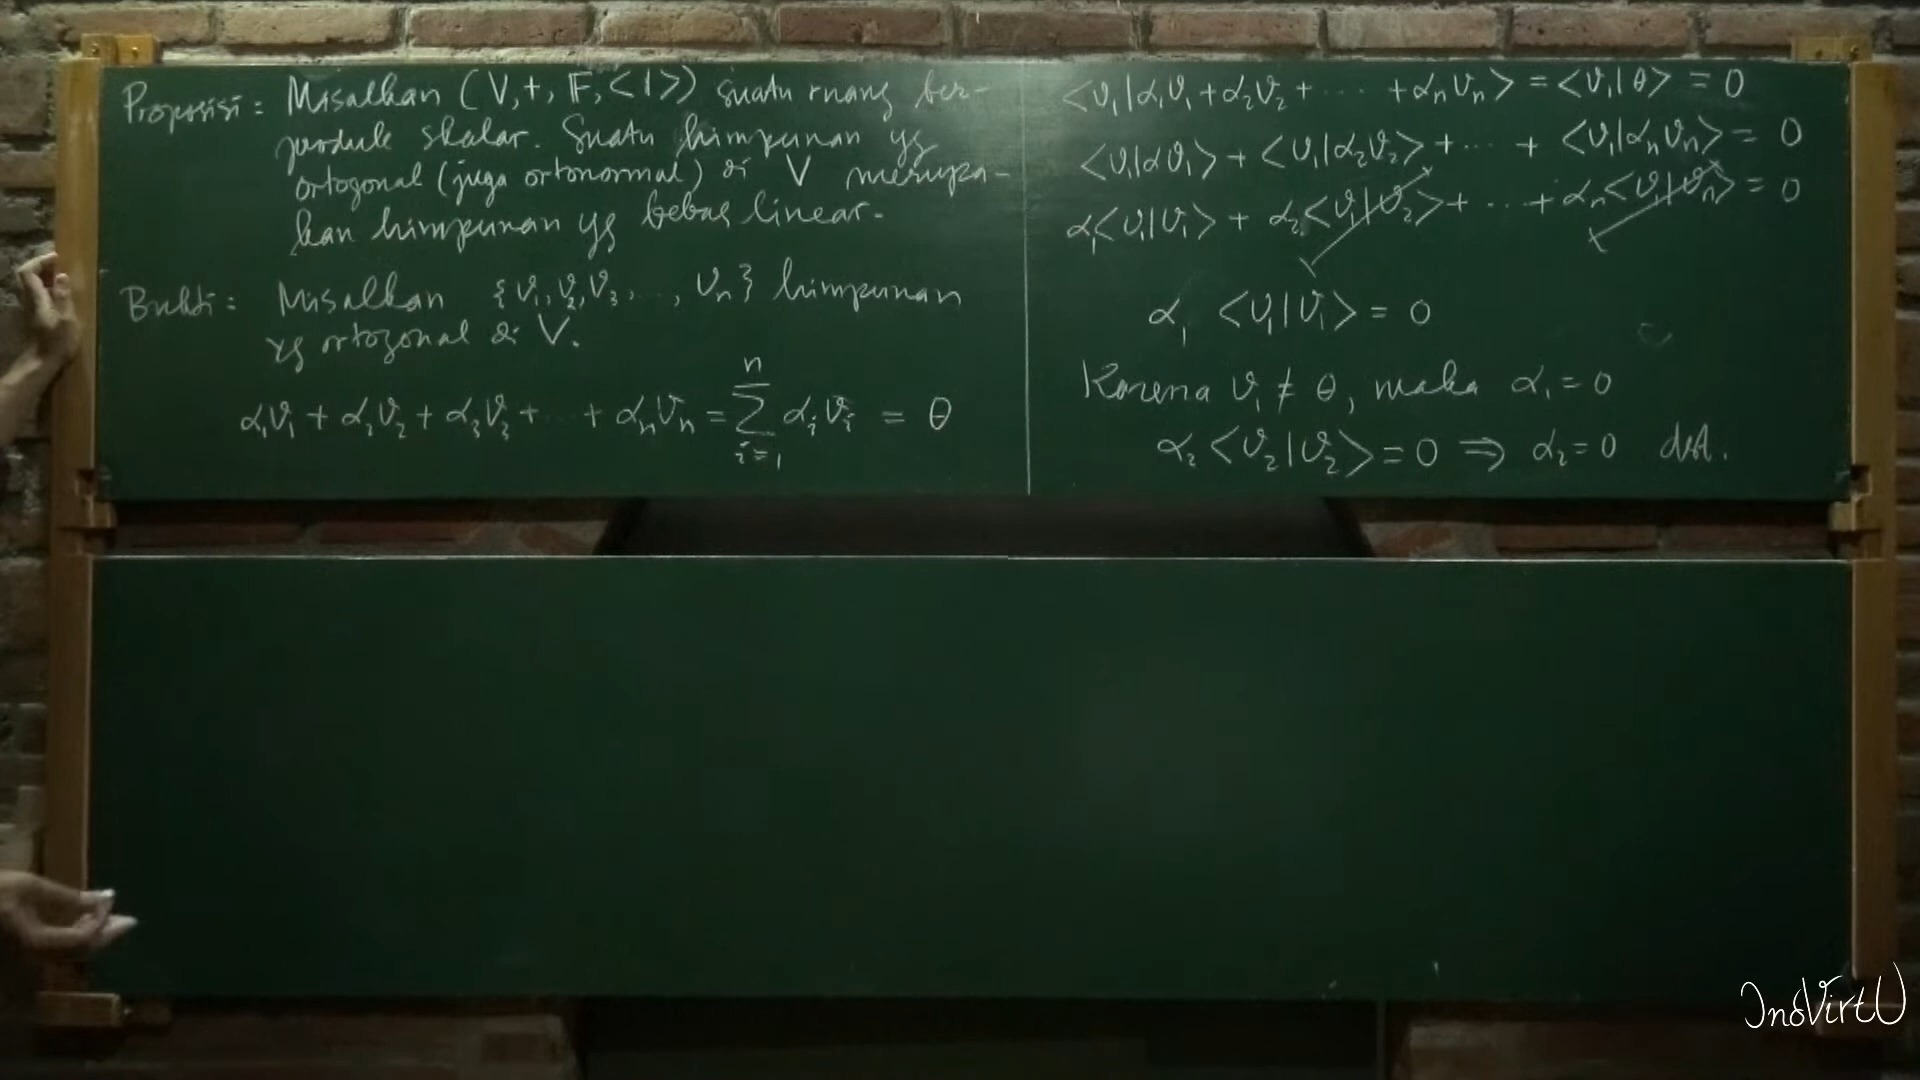 Proposisi: Misalkan (V,+, 𝔽, <|>) suatu ruang ber-
produk skalar. Suatu himpunan yg
ortogonal (juga ortonormal) di V merupa-
kan himpunan yg bebas linear.
Bukti: Misalkan {v₁, v₂, v₃, ..., vₙ} himpunan
yg ortogonal di V.
α₁v₁ + α₂v₂ + α₃v₃ + ... + αₙvₙ = ∑ᵢ₌₁ⁿ αᵢvᵢ = θ
<v₁|α₁v₁ + α₂v₂ + .... + αₙvₙ> = <v₁|θ> = 0
<v₁|αv₁> + <v₁|α₂v₂> + ... + <v₁|αₙvₙ> = 0
α₁<v₁|v₁> + α₂<v₁|v₂> + ... + αₙ<v₁|vₙ> = 0
α₁ <v₁|v₁> = 0
Karena v₁ ≠ θ, maka α₁ = 0
α₂ <v₂|v₂> = 0 ⇒ α₂ = 0 dst.
InoVirtU